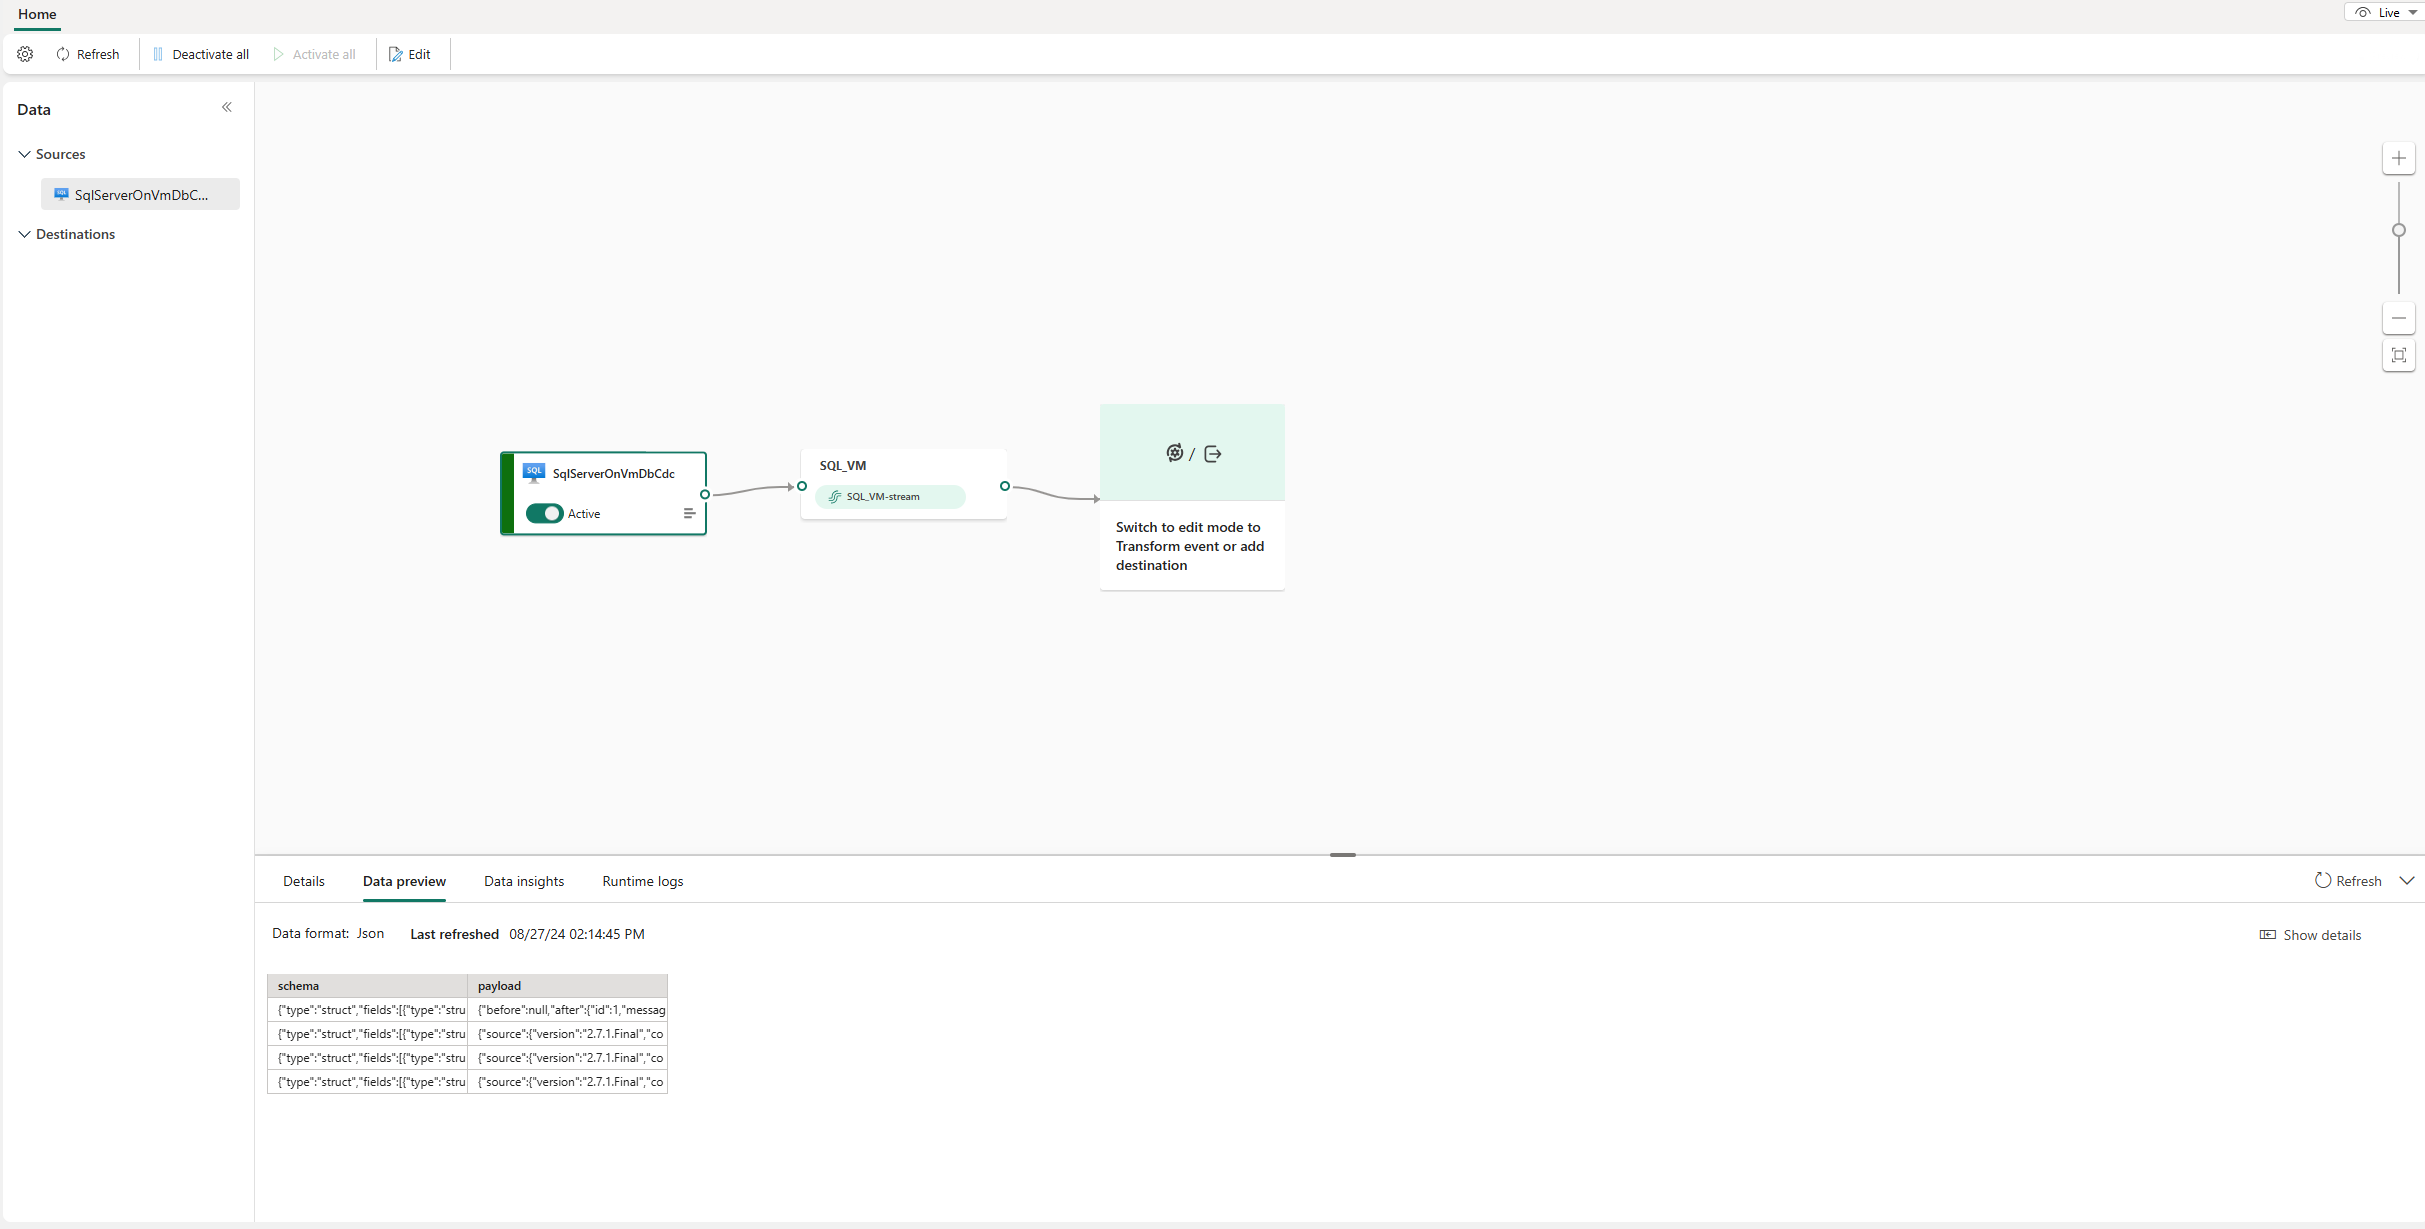 Home
Live
Refresh
Deactivate all
Activate all
Edit
Data
Sources
SqlServerOnVmDbC...
Destinations
SQL
SqlServerOnVmDbCdc
Active
SQL_VM
SQL_VM-stream
/
Switch to edit mode to
Transform event or add
destination
Details
Data preview
Data insights
Runtime logs
Refresh
Data format: Json
Last refreshed 08/27/24 02:14:45 PM
Show details
schema payload
{"type":"struct","fields":[{"type":"stru {"before":null,"after":{"id":1,"messag
{"type":"struct","fields":[{"type":"stru {"source":{"version":"2.7.1.Final","co
{"type":"struct","fields":[{"type":"stru {"source":{"version":"2.7.1.Final","co
{"type":"struct","fields":[{"type":"stru {"source":{"version":"2.7.1.Final","co